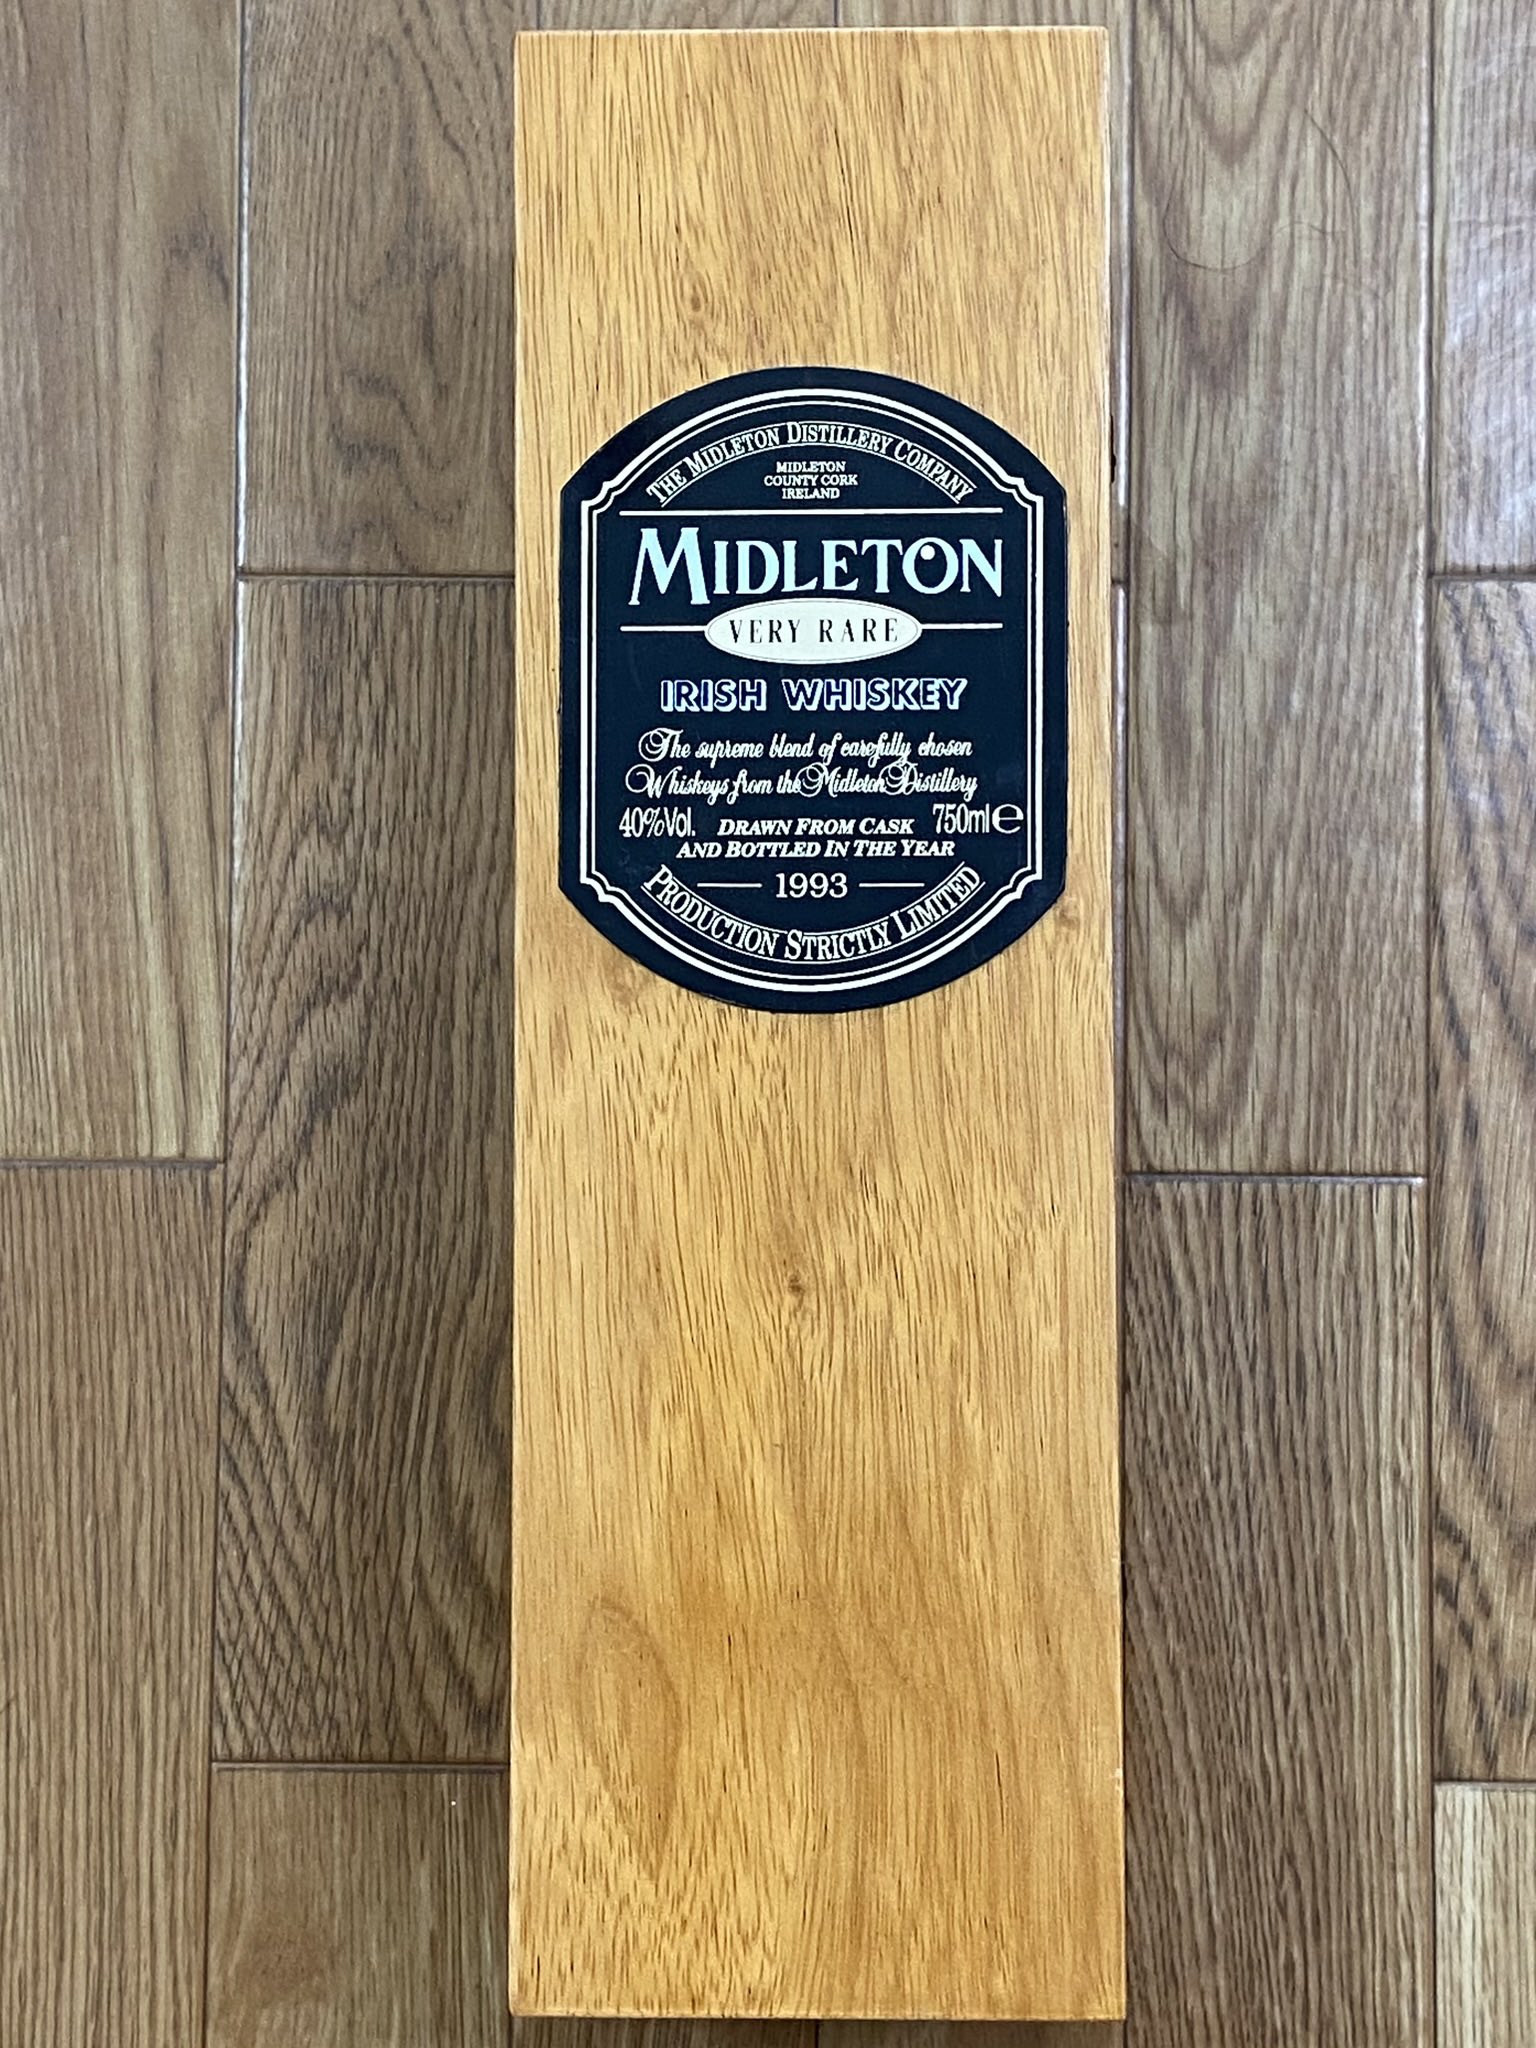 THE MIDLETON DISTILLERY COMPANY
MIDLETON
COUNTY CORK
IRELAND
MIDLETON
VERY RARE
IRISH WHISKEY
The supreme blend of carefully chosen
Whiskeys from the Midleton Distillery
40%Vol. DRAWN FROM CASK 750ml e
AND BOTTLED IN THE YEAR
1993
PRODUCTION STRICTLY LIMITED